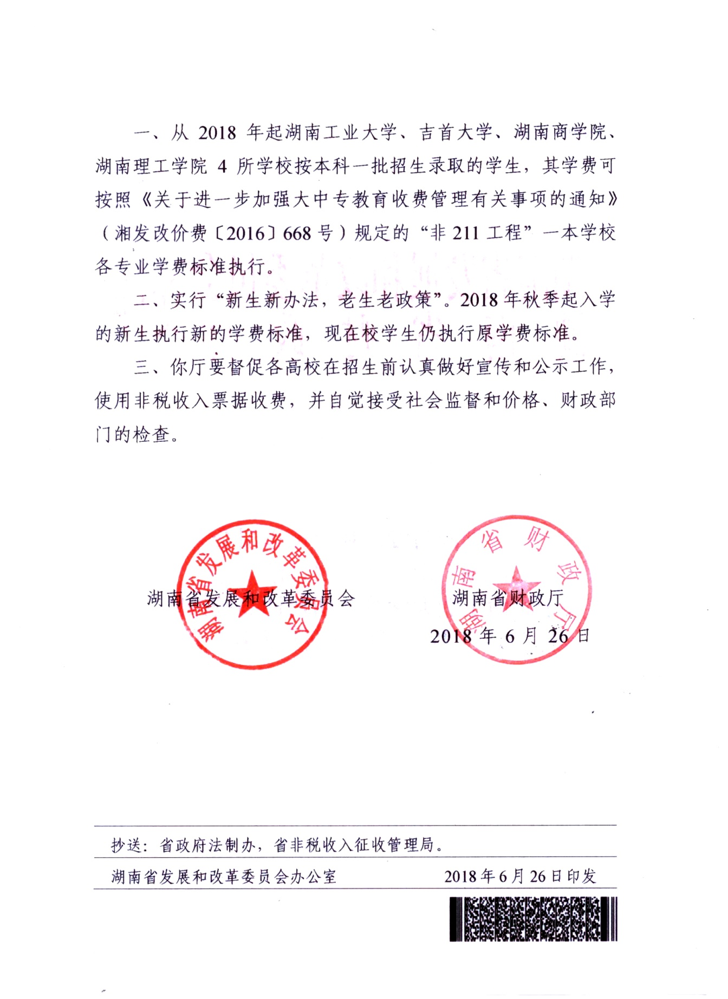 一、从 2018 年起湖南工业大学、吉首大学、湖南商学院、
湖南理工学院 4 所学校按本科一批招生录取的学生，其学费可
按照《关于进一步加强大中专教育收费管理有关事项的通知》
（湘发改价费〔2016〕668 号）规定的“非 211 工程”一本学校
各专业学费标准执行。
二、实行“新生新办法，老生老政策”。2018 年秋季起入学
的新生执行新的学费标准，现在校学生仍执行原学费标准。
三、你厅要督促各高校在招生前认真做好宣传和公示工作，
使用非税收入票据收费，并自觉接受社会监督和价格、财政部
门的检查。
湖南省发展和改革委员会
湖南省财政厅
湖南省发展和改革委员会 湖南省财政厅
2018 年 6 月 26 日
抄送：省政府法制办，省非税收入征收管理局。
湖南省发展和改革委员会办公室 2018 年 6 月 26 日印发